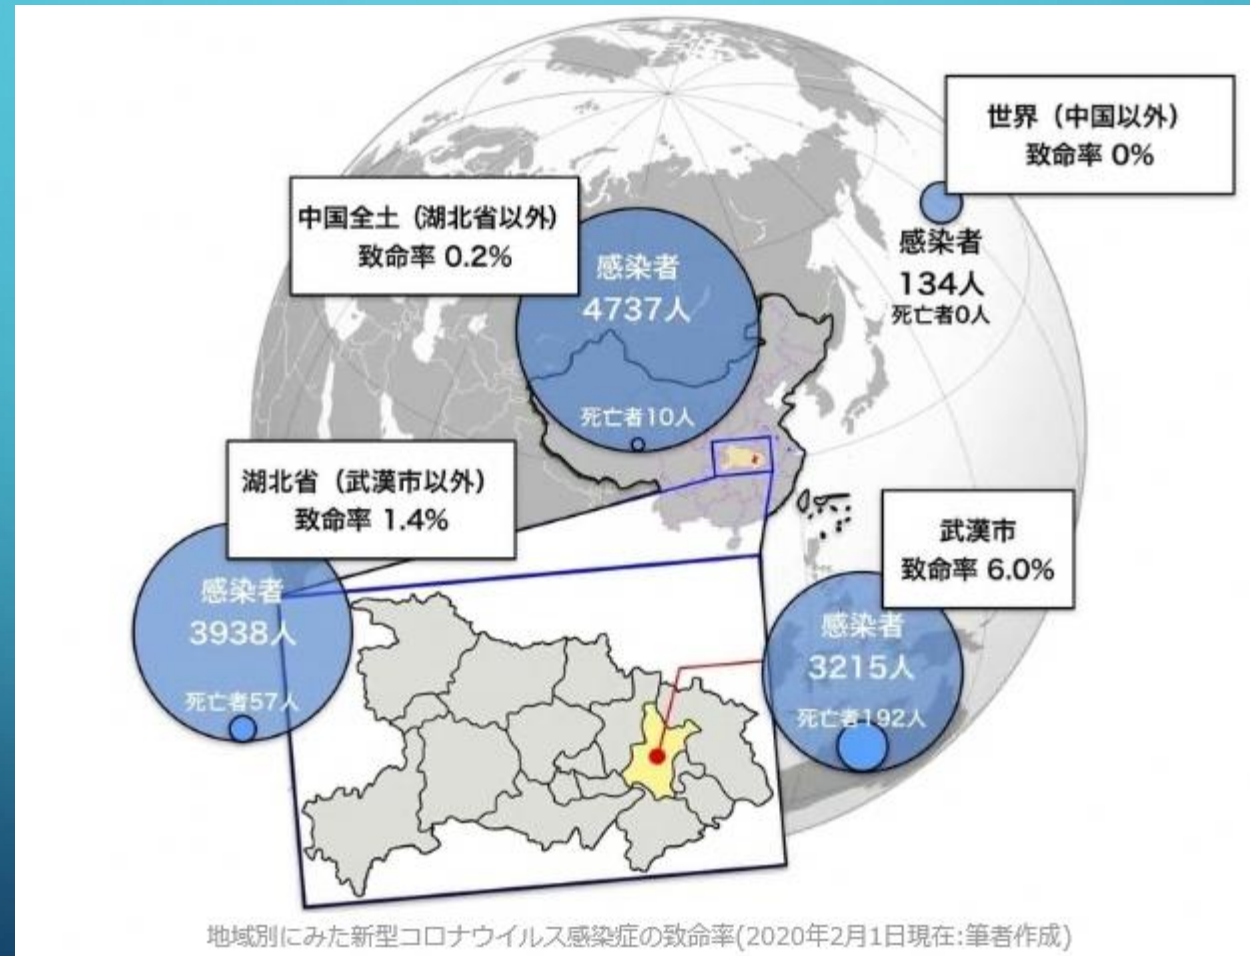 世界（中国以外）
致命率 0%
感染者
134人
死亡者0人
中国全土（湖北省以外）
致命率 0.2%
感染者
4737人
死亡者10人
湖北省（武漢市以外）
致命率 1.4%
感染者
3938人
死亡者57人
武漢市
致命率 6.0%
感染者
3215人
死亡者192人
地域別にみた新型コロナウイルス感染症の致命率(2020年2月1日現在:筆者作成)